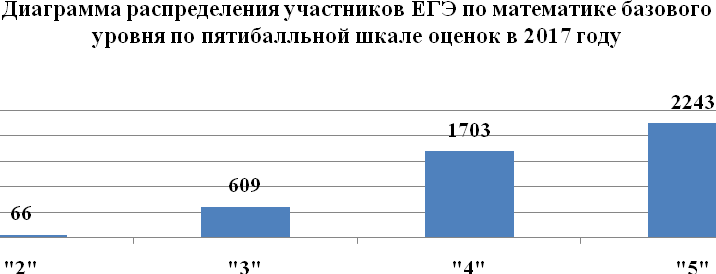 Диаграмма распределения участников ЕГЭ по математике базового
уровня по пятибалльной шкале оценок в 2017 году
2243
1703
609
66
"2" "3" "4" "5"